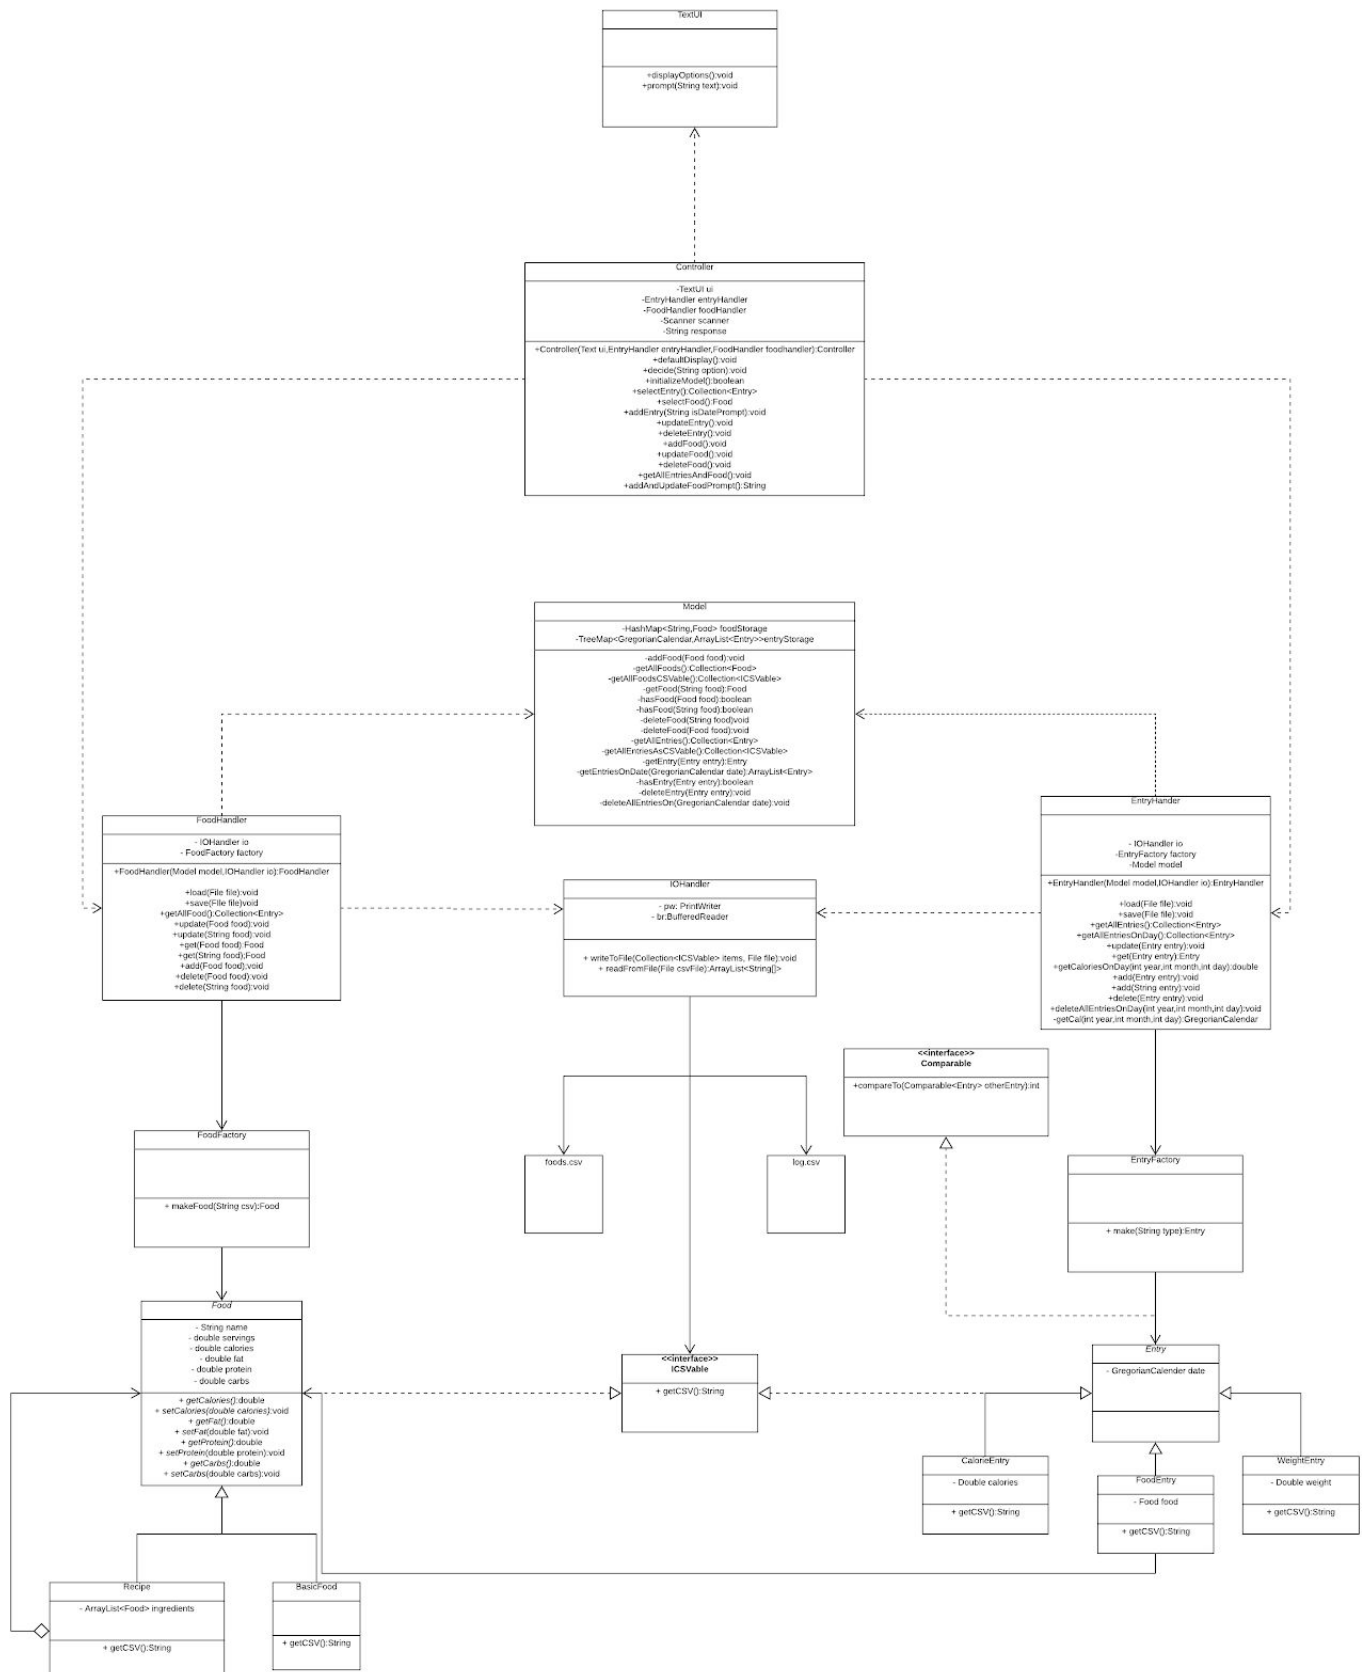 TextUI
+displayOptions():void
+prompt(String text):void
Controller
-TextUI ui
-EntryHandler entryHandler
-FoodHandler foodHandler
-Scanner scanner
-String response
+Controller(Text ui,EntryHandler entryHandler,FoodHandler foodhandler):Controller
+defaultDisplay():void
+decide(String option):void
+initializeModel():boolean
+selectEntry():Collection<Entry>
+selectFood():Food
+addEntry(String isDatePrompt):void
+updateEntry():void
+deleteEntry():void
+addFood():void
+updateFood():void
+deleteFood():void
+getAllEntriesAndFood():void
+addAndUpdateFoodPrompt():String
Model
-HashMap<String,Food> foodStorage
-TreeMap<GregorianCalendar,ArrayList<Entry>>entryStorage
-addFood(Food food):void
-getAllFoods():Collection<Food>
-getAllFoodsCSVable():Collection<ICSVable>
-getFood(String food):Food
-hasFood(Food food):boolean
-hasFood(String food):boolean
-deleteFood(String food)void
-deleteFood(Food food):void
-getAllEntries():Collection<Entry>
-getAllEntriesAsCSVable():Collection<ICSVable>
-getEntry(Entry entry):Entry
-getEntriesOnDate(GregorianCalendar date):ArrayList<Entry>
-hasEntry(Entry entry):boolean
-deleteEntry(Entry entry):void
-deleteAllEntriesOn(GregorianCalendar date):void
FoodHandler
- IOHandler io
- FoodFactory factory
+FoodHandler(Model model,IOHandler io):FoodHandler
+load(File file):void
+save(File file)void
+getAllFood():Collection<Entry>
+update(Food food):void
+update(String food):void
+get(Food food):Food
+get(String food);Food
+add(Food food):void
+delete(Food food):void
+delete(String food):void
IOHandler
- pw: PrintWriter
- br:BufferedReader
+ writeToFile(Collection<ICSVable> items, File file):void
+ readFromFile(File csvFile):ArrayList<String[]>
EntryHander
- IOHandler io
-EntryFactory factory
-Model model
+EntryHandler(Model model,IOHandler io):EntryHandler
+load(File file):void
+save(File file):void
+getAllEntries():Collection<Entry>
+getAllEntriesOnDay():Collection<Entry>
+update(Entry entry):void
+get(Entry entry):Entry
+getCaloriesOnDay(int year,int month,int day):double
+add(Entry entry):void
+add(String entry):void
+delete(Entry entry):void
+deleteAllEntriesOnDay(int year,int month,int day):void
-getCal(int year,int month,int day):GregorianCalendar
<<interface>>
Comparable
+compareTo(Comparable<Entry> otherEntry):int
FoodFactory
+ makeFood(String csv):Food
foods.csv
log.csv
EntryFactory
+ make(String type):Entry
Food
- String name
- double servings
- double calories
- double fat
- double protein
- double carbs
+ getCalories():double
+ setCalories(double calories):void
+ getFat():double
+ setFat(double fat):void
+ getProtein():double
+ setProtein(double protein):void
+ getCarbs():double
+ setCarbs(double carbs):void
<<interface>>
ICSVable
+ getCSV():String
Entry
- GregorianCalender date
CalorieEntry
- Double calories
+ getCSV():String
FoodEntry
- Food food
+ getCSV():String
WeightEntry
- Double weight
+ getCSV():String
Recipe
- ArrayList<Food> ingredients
+ getCSV():String
BasicFood
+ getCSV():String